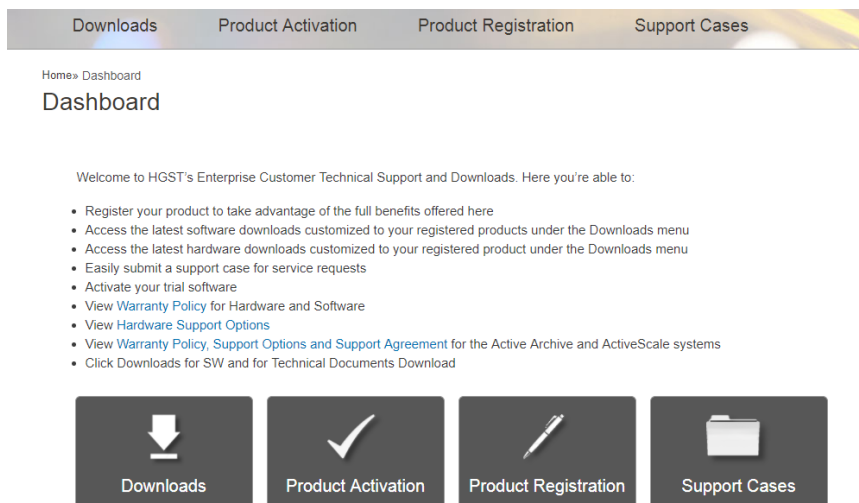 Downloads Product Activation Product Registration Support Cases
Home» Dashboard
Dashboard
Welcome to HGST's Enterprise Customer Technical Support and Downloads. Here you're able to:
• Register your product to take advantage of the full benefits offered here
• Access the latest software downloads customized to your registered products under the Downloads menu
• Access the latest hardware downloads customized to your registered product under the Downloads menu
• Easily submit a support case for service requests
• Activate your trial software
• View Warranty Policy for Hardware and Software
• View Hardware Support Options
• View Warranty Policy, Support Options and Support Agreement for the Active Archive and ActiveScale systems
• Click Downloads for SW and for Technical Documents Download
Downloads Product Activation Product Registration Support Cases